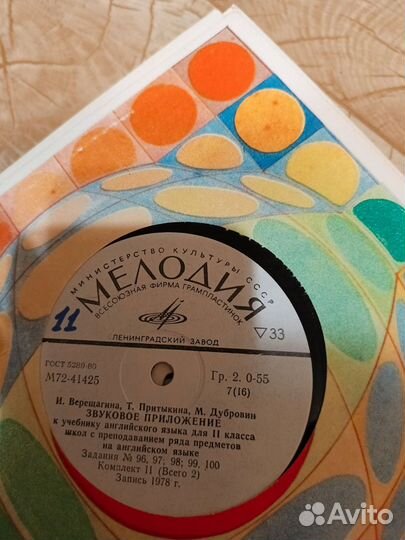 МИНИСТЕРСТВО КУЛЬТУРЫ СССР
МЕЛОДИЯ
ВСЕСОЮЗНАЯ ФИРМА ГРАМПЛАСТИНОК
11
ЛЕНИНГРАДСКИЙ ЗАВОД
▽33
ГОСТ 5289-80
М72-41425
Гр. 2. 0-55
7(16)
И. Верещагина, Т. Притыкина, М. Дубровин
ЗВУКОВОЕ ПРИЛОЖЕНИЕ
к учебнику английского языка для II класса
школ с преподаванием ряда предметов
на английском языке
Задания № 96, 97; 98; 99, 100
Комплект II (Всего 2)
Запись 1978 г.
Avito